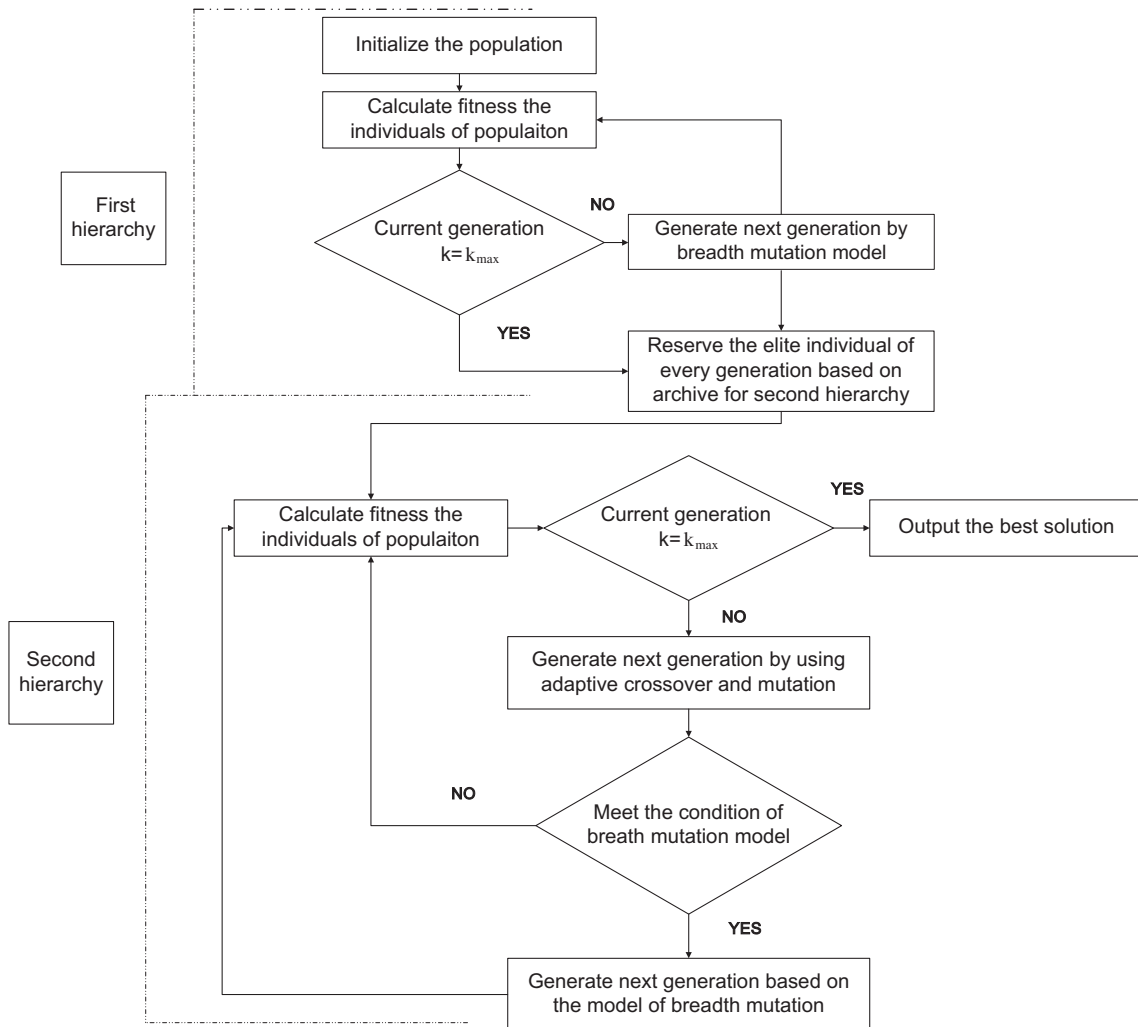 Initialize the population
Calculate fitness the
individuals of populaiton
First
hierarchy
Current generation
k= kmax
NO
Generate next generation by
breadth mutation model
YES
Reserve the elite individual of
every generation based on
archive for second hierarchy
Calculate fitness the
individuals of populaiton
Current generation
k= kmax
YES
Output the best solution
NO
Second
hierarchy
Generate next generation by using
adaptive crossover and mutation
NO
Meet the condition of
breath mutation model
YES
Generate next generation based on
the model of breadth mutation